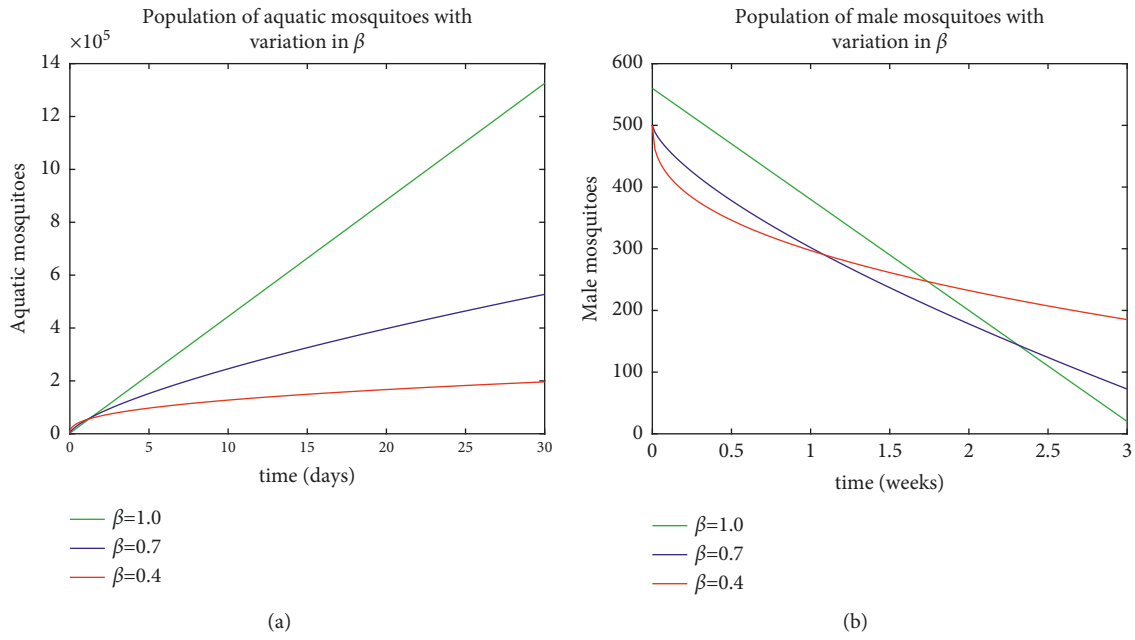 Population of aquatic mosquitoes with
variation in β
×10⁵
14
12
10
8
6
4
2
0
Aquatic mosquitoes
0 5 10 15 20 25 30
time (days)
β=1.0
β=0.7
β=0.4
(a)
Population of male mosquitoes with
variation in β
600
500
400
300
200
100
0
Male mosquitoes
0 0.5 1 1.5 2 2.5 3
time (weeks)
β=1.0
β=0.7
β=0.4
(b)